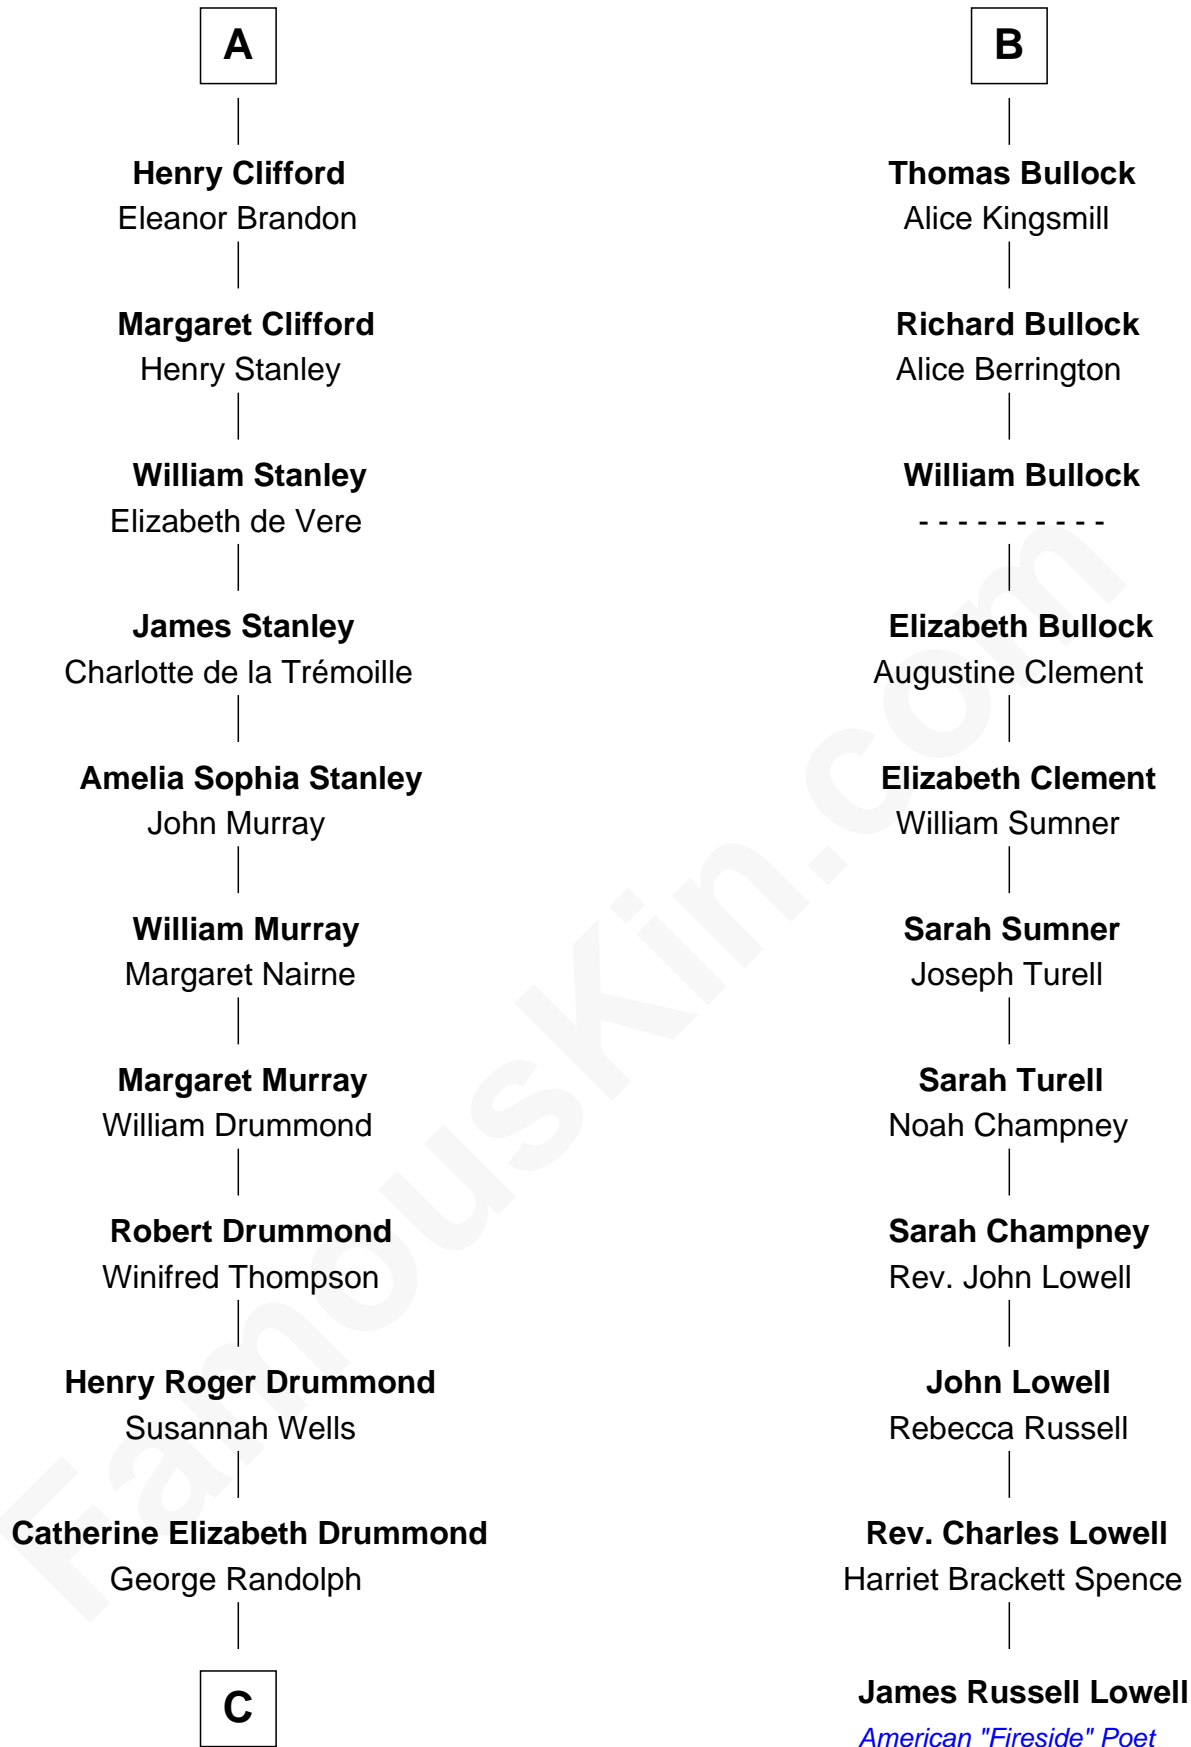 A
Henry Clifford
Eleanor Brandon
Margaret Clifford
Henry Stanley
William Stanley
Elizabeth de Vere
James Stanley
Charlotte de la Trémoille
Amelia Sophia Stanley
John Murray
William Murray
Margaret Nairne
Margaret Murray
William Drummond
Robert Drummond
Winifred Thompson
Henry Roger Drummond
Susannah Wells
Catherine Elizabeth Drummond
George Randolph
C
B
Thomas Bullock
Alice Kingsmill
Richard Bullock
Alice Berrington
William Bullock
- - - - - - - - - -
Elizabeth Bullock
Augustine Clement
Elizabeth Clement
William Sumner
Sarah Sumner
Joseph Turell
Sarah Turell
Noah Champney
Sarah Champney
Rev. John Lowell
John Lowell
Rebecca Russell
Rev. Charles Lowell
Harriet Brackett Spence
James Russell Lowell
American "Fireside" Poet
FamousKin.com